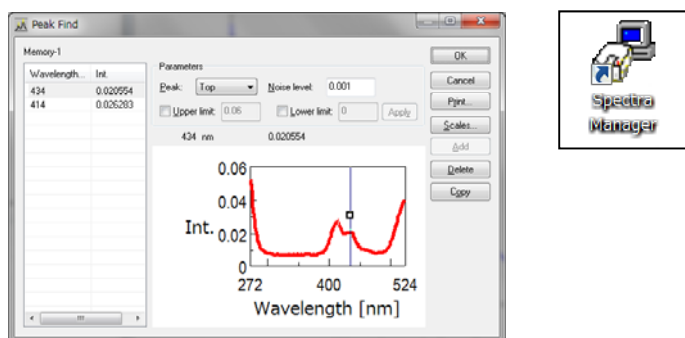 Peak Find
Memory-1
Wavelength... Int.
434 0.020554
414 0.026283
Parameters
Peak: Top Noise level: 0.001
Upper limit: 0.06 Lower limit: 0 Apply
434 nm 0.020554
0.06
0.04
Int. 0.02
0
272 400 524
Wavelength [nm]
OK
Cancel
Print...
Scales...
Add
Delete
Copy
Spectra
Manager